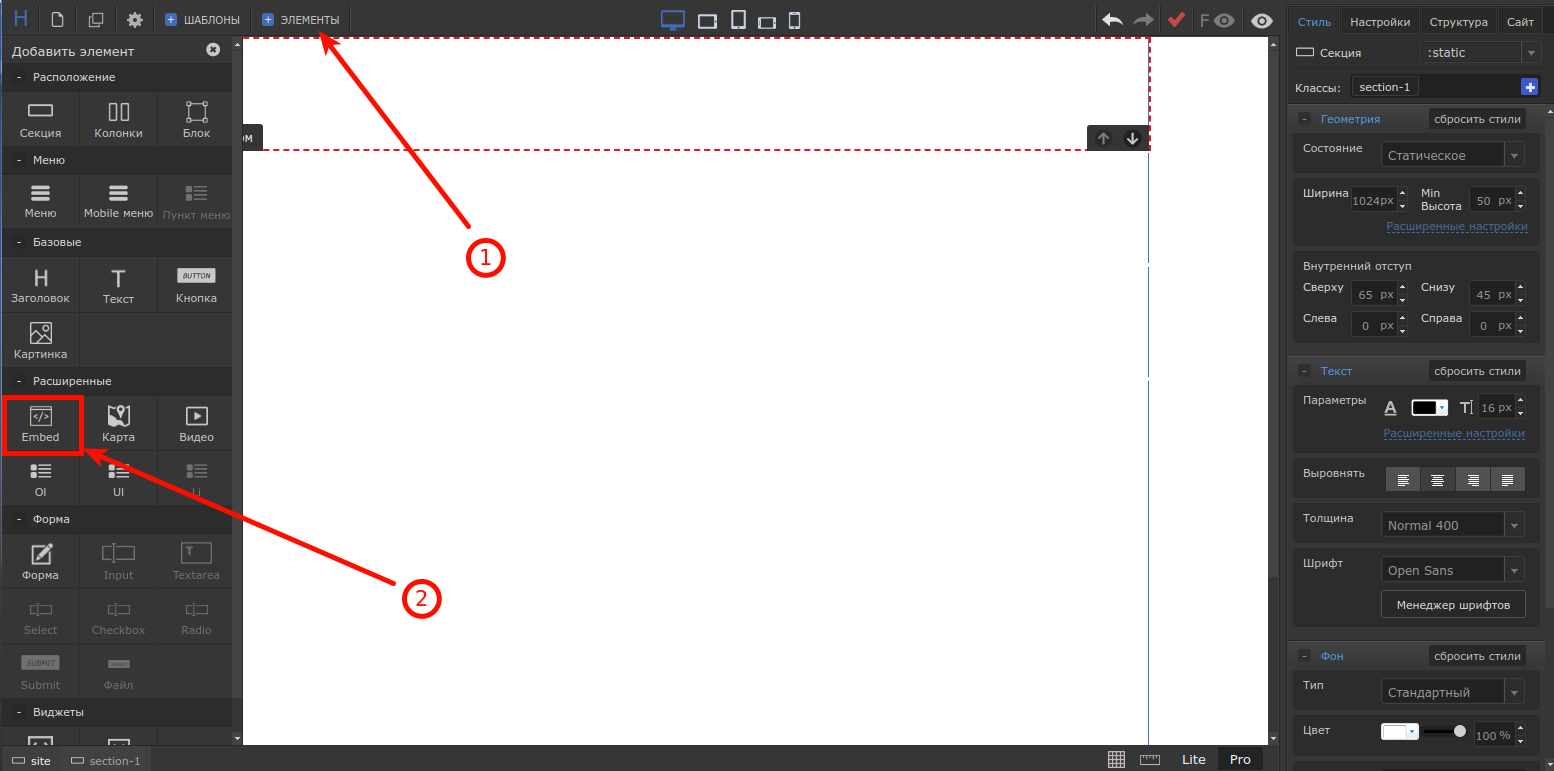 H
ШАБЛОНЫ
ЭЛЕМЕНТЫ
F
Добавить элемент
- Расположение
Секция Колонки Блок
- Меню
Меню Mobile меню Пункт меню
- Базовые
H T BUTTON
Заголовок Текст Кнопка
Картинка
- Расширенные
Embed Карта Видео
Ol Ul Li
- Форма
T
Форма Input Textarea
Select Checkbox Radio
SUBMIT
Submit Файл
- Виджеты
ом
1
2
Стиль Настройки Структура Сайт
Секция :static
Классы: section-1
- Геометрия сбросить стили
Состояние Статическое
Ширина 1024px Min Высота 50 px
Расширенные настройки
Внутренний отступ
Сверху 65 px Снизу 45 px
Слева 0 px Справа 0 px
- Текст сбросить стили
Параметры A T 16 px
Расширенные настройки
Выровнять
Толщина Normal 400
Шрифт Open Sans
Менеджер шрифтов
- Фон сбросить стили
Тип Стандартный
Цвет 100 %
site section-1 Lite Pro